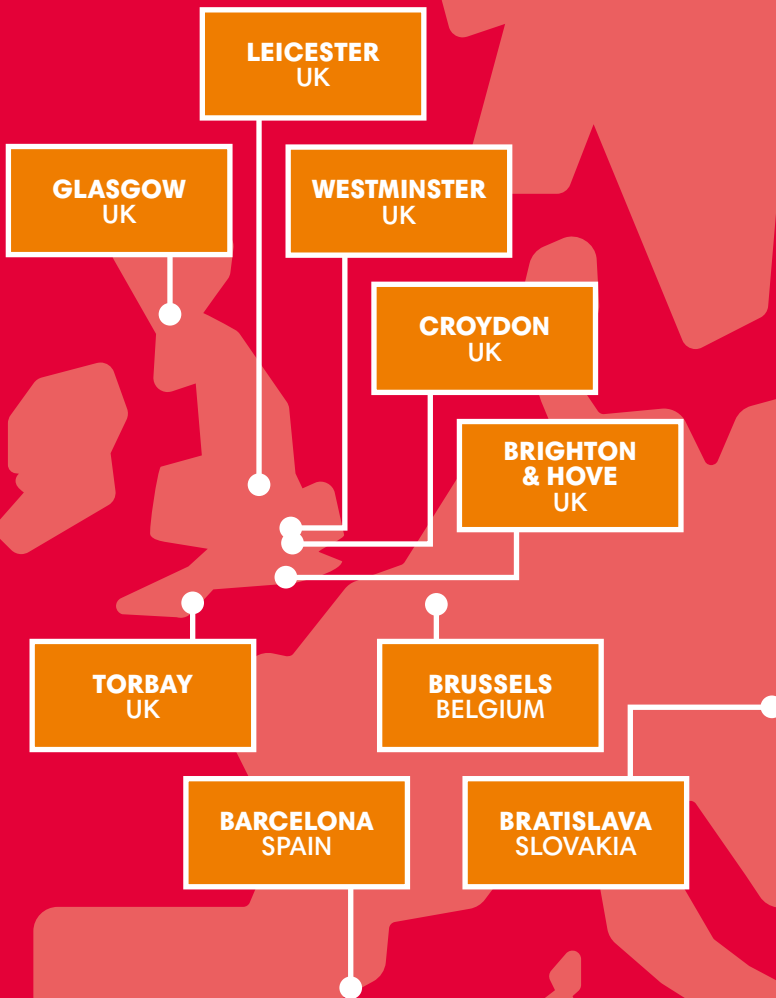 LEICESTER
UK
GLASGOW
UK
WESTMINSTER
UK
CROYDON
UK
BRIGHTON
& HOVE
UK
TORBAY
UK
BRUSSELS
BELGIUM
BARCELONA
SPAIN
BRATISLAVA
SLOVAKIA